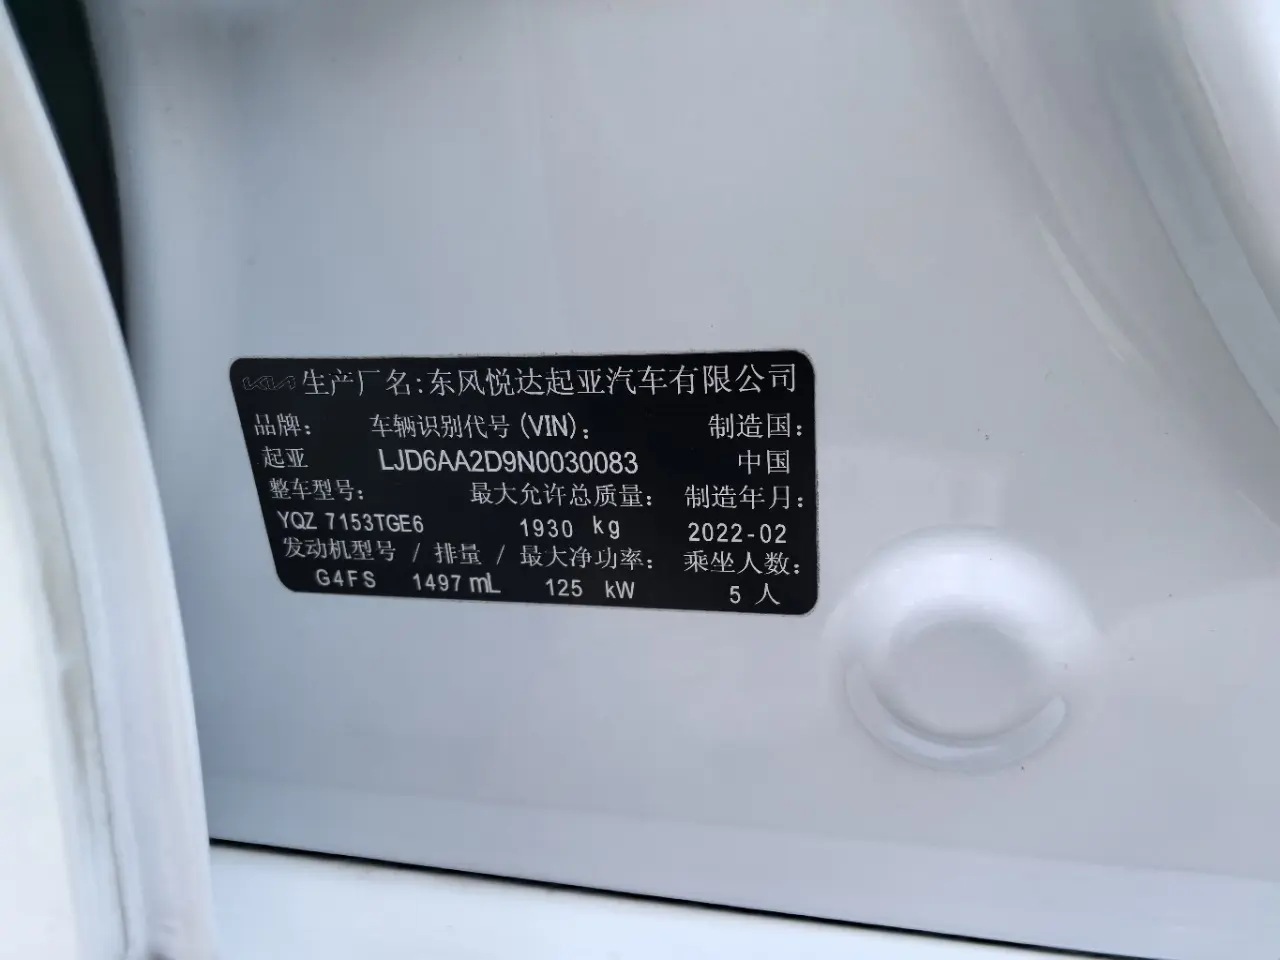 KIA 生产厂名:东风悦达起亚汽车有限公司
品牌: 车辆识别代号(VIN): 制造国:
起亚 LJD6AA2D9N0030083 中国
整车型号: 最大允许总质量: 制造年月:
YQZ 7153TGE6 1930 kg 2022-02
发动机型号 / 排量 / 最大净功率: 乘坐人数:
G4FS 1497 mL 125 kW 5 人